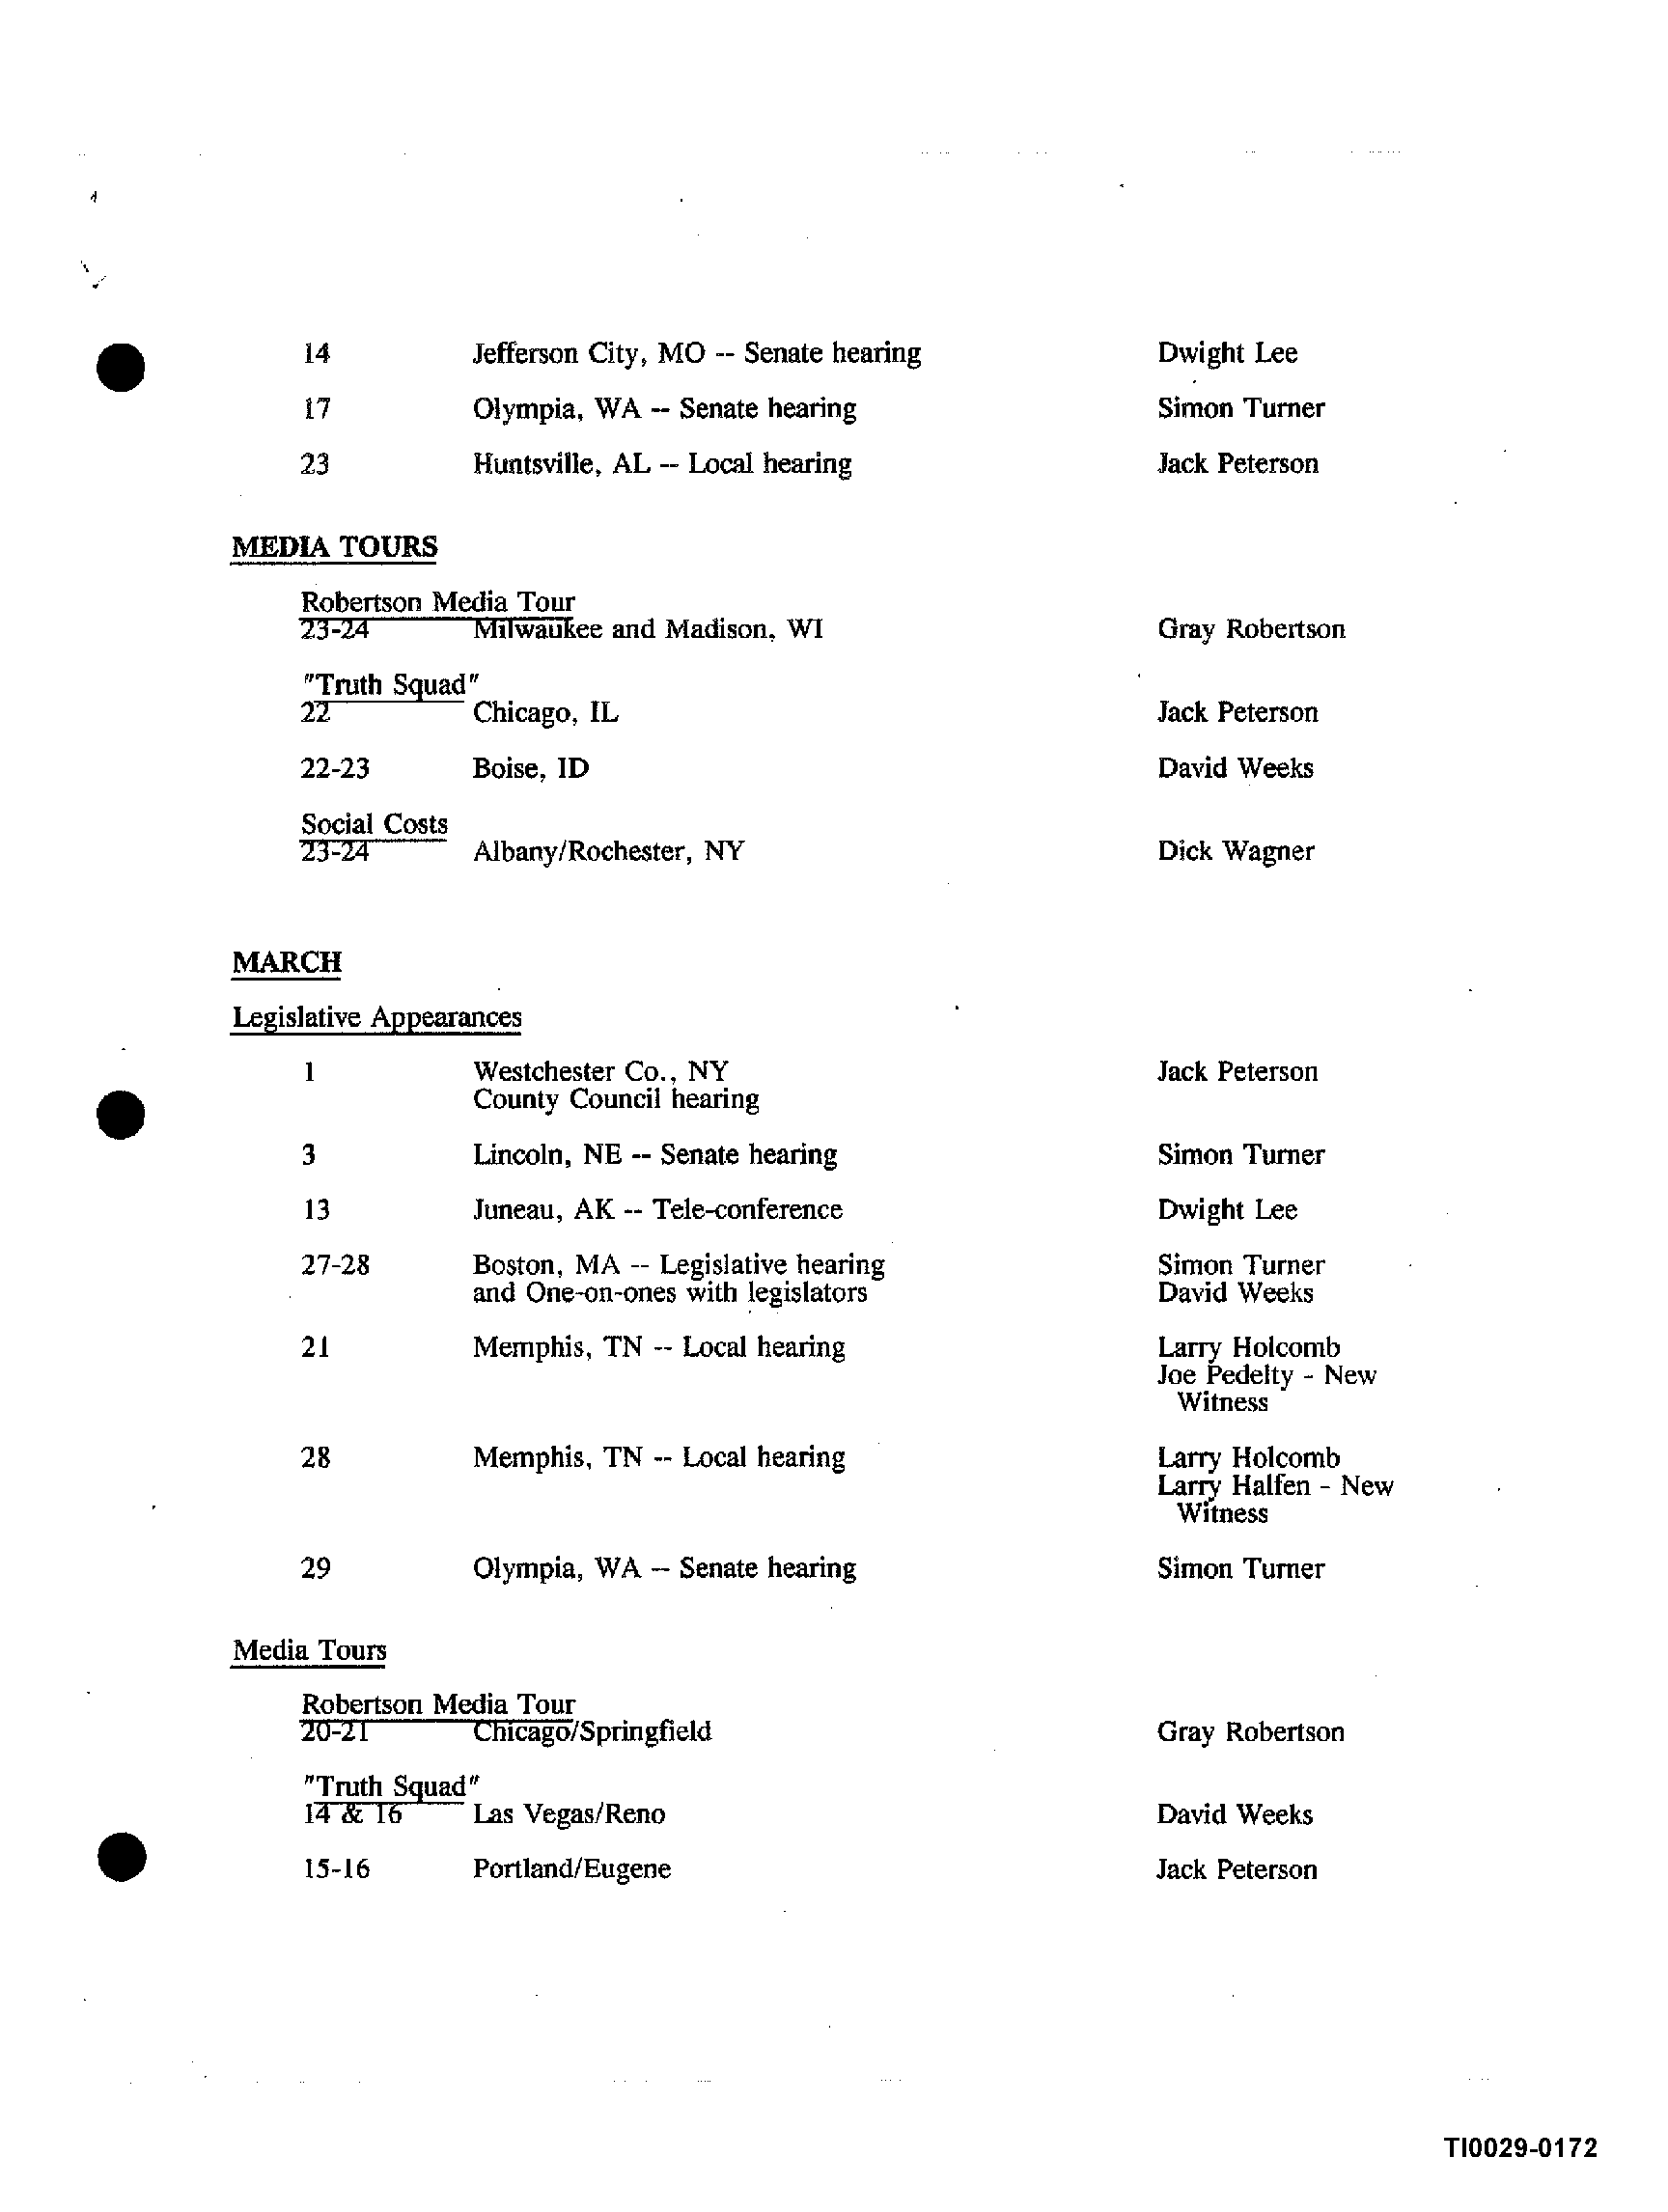 14 Jefferson City, MO -- Senate hearing Dwight Lee
17 Olympia, WA -- Senate hearing Simon Turner
23 Huntsville, AL -- Local hearing Jack Peterson
MEDIA TOURS
Robertson Media Tour
23-24 Milwaukee and Madison, WI Gray Robertson
"Truth Squad"
22 Chicago, IL Jack Peterson
22-23 Boise, ID David Weeks
Social Costs
23-24 Albany/Rochester, NY Dick Wagner
MARCH
Legislative Appearances
1 Westchester Co., NY Jack Peterson
County Council hearing
3 Lincoln, NE -- Senate hearing Simon Turner
13 Juneau, AK -- Tele-conference Dwight Lee
27-28 Boston, MA -- Legislative hearing Simon Turner
and One-on-ones with legislators David Weeks
21 Memphis, TN -- Local hearing Larry Holcomb
Joe Pedelty - New
Witness
28 Memphis, TN -- Local hearing Larry Holcomb
Larry Halfen - New
Witness
29 Olympia, WA -- Senate hearing Simon Turner
Media Tours
Robertson Media Tour
20-21 Chicago/Springfield Gray Robertson
"Truth Squad"
14 & 16 Las Vegas/Reno David Weeks
15-16 Portland/Eugene Jack Peterson
TI0029-0172